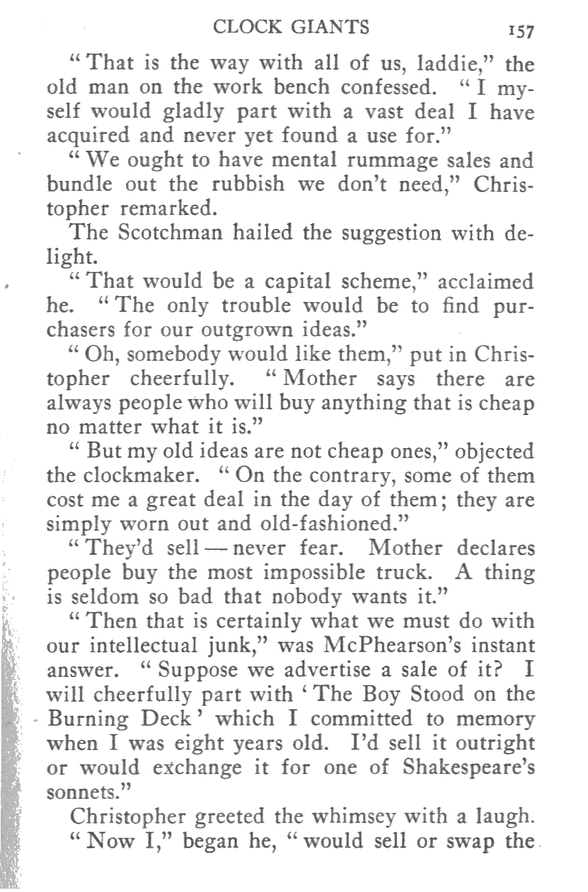 CLOCK GIANTS 157
“ That is the way with all of us, laddie,” the
old man on the work bench confessed. “ I my-
self would gladly part with a vast deal I have
acquired and never yet found a use for.”
“ We ought to have mental rummage sales and
bundle out the rubbish we don’t need,” Chris-
topher remarked.
The Scotchman hailed the suggestion with de-
light.
“ That would be a capital scheme,” acclaimed
he. “ The only trouble would be to find pur-
chasers for our outgrown ideas.”
“ Oh, somebody would like them,” put in Chris-
topher cheerfully. “ Mother says there are
always people who will buy anything that is cheap
no matter what it is.”
“ But my old ideas are not cheap ones,” objected
the clockmaker. “ On the contrary, some of them
cost me a great deal in the day of them; they are
simply worn out and old-fashioned.”
“ They’d sell — never fear. Mother declares
people buy the most impossible truck. A thing
is seldom so bad that nobody wants it.”
“ Then that is certainly what we must do with
our intellectual junk,” was McPhearson’s instant
answer. “ Suppose we advertise a sale of it? I
will cheerfully part with ‘ The Boy Stood on the
Burning Deck ’ which I committed to memory
when I was eight years old. I’d sell it outright
or would exchange it for one of Shakespeare’s
sonnets.”
Christopher greeted the whimsey with a laugh.
“ Now I,” began he, “ would sell or swap the